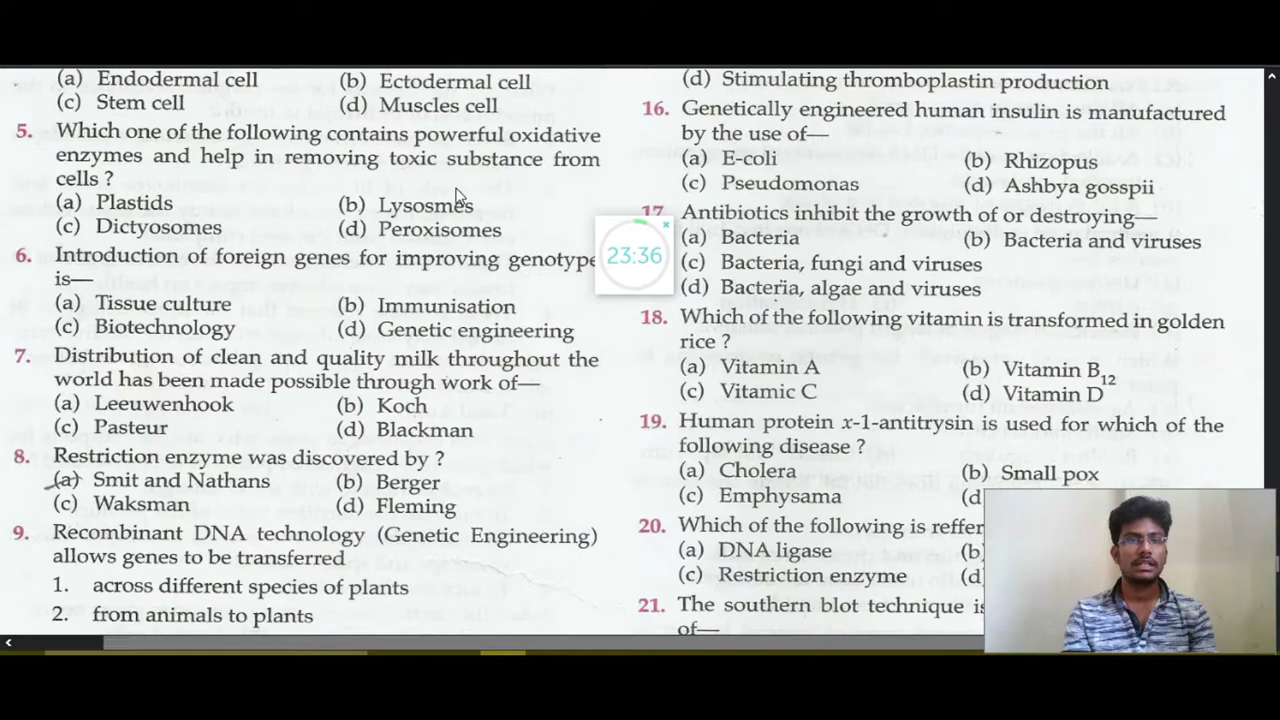 (a) Endodermal cell (b) Ectodermal cell
(c) Stem cell (d) Muscles cell
5. Which one of the following contains powerful oxidative
enzymes and help in removing toxic substance from
cells ?
(a) Plastids (b) Lysosmes
(c) Dictyosomes (d) Peroxisomes
6. Introduction of foreign genes for improving genotype
is—
(a) Tissue culture (b) Immunisation
(c) Biotechnology (d) Genetic engineering
7. Distribution of clean and quality milk throughout the
world has been made possible through work of—
(a) Leeuwenhook (b) Koch
(c) Pasteur (d) Blackman
8. Restriction enzyme was discovered by ?
(a) Smit and Nathans (b) Berger
(c) Waksman (d) Fleming
9. Recombinant DNA technology (Genetic Engineering)
allows genes to be transferred
1. across different species of plants
2. from animals to plants
23:36
(d) Stimulating thromboplastin production
16. Genetically engineered human insulin is manufactured
by the use of—
(a) E-coli (b) Rhizopus
(c) Pseudomonas (d) Ashbya gosspii
17. Antibiotics inhibit the growth of or destroying—
(a) Bacteria (b) Bacteria and viruses
(c) Bacteria, fungi and viruses
(d) Bacteria, algae and viruses
18. Which of the following vitamin is transformed in golden
rice ?
(a) Vitamin A (b) Vitamin B12
(c) Vitamic C (d) Vitamin D
19. Human protein x-1-antitrysin is used for which of the
following disease ?
(a) Cholera (b) Small pox
(c) Emphysama (d
20. Which of the following is reffer
(a) DNA ligase (b)
(c) Restriction enzyme (d
21. The southern blot technique is
of—